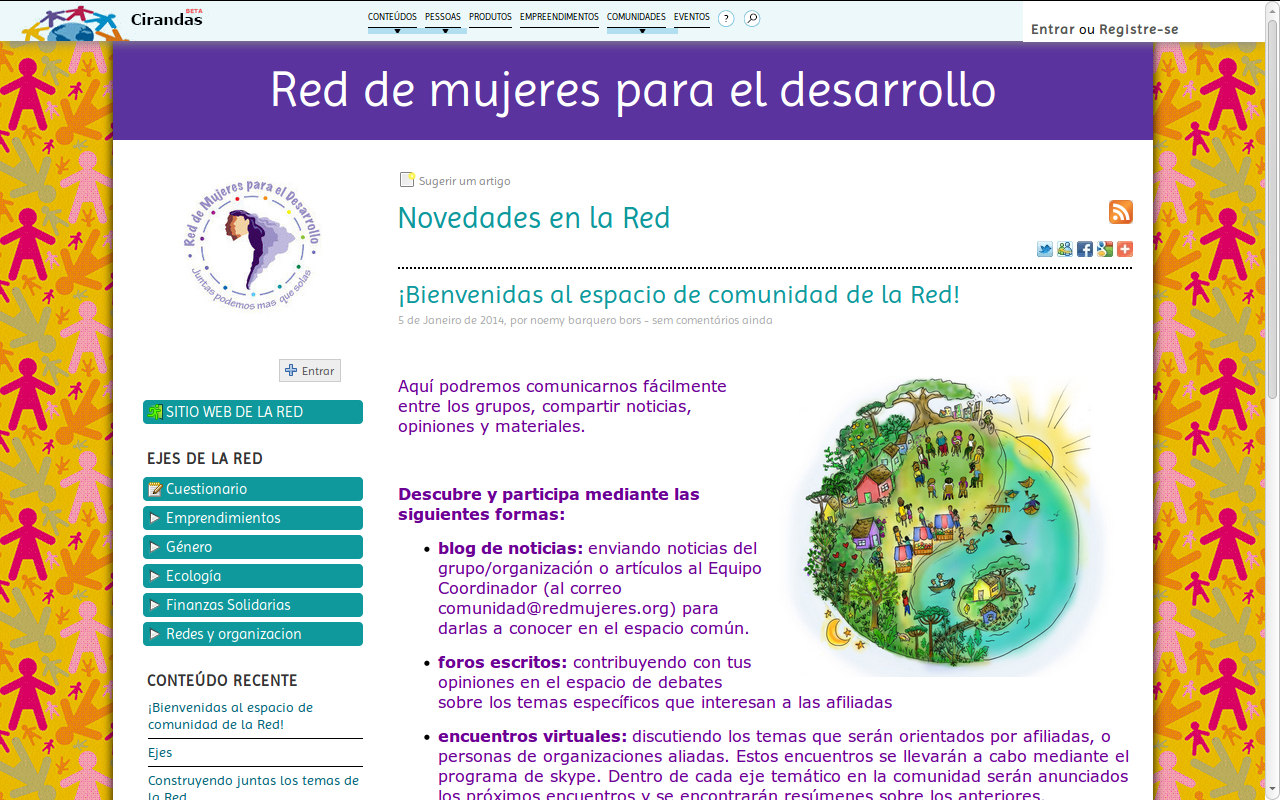 Cirandas BETA
CONTEÚDOS PESSOAS PRODUTOS EMPREENDIMENTOS COMUNIDADES EVENTOS ?
Entrar ou Registre-se
Red de mujeres para el desarrollo
Red de Mujeres para el Desarrollo
Juntas podemos mas que solas
Entrar
SITIO WEB DE LA RED
EJES DE LA RED
Cuestionario
Emprendimientos
Género
Ecología
Finanzas Solidarias
Redes y organizacion
CONTEÚDO RECENTE
¡Bienvenidas al espacio de
comunidad de la Red!
Ejes
Construyendo juntas los temas de
la Red
Sugerir um artigo
Novedades en la Red
¡Bienvenidas al espacio de comunidad de la Red!
5 de Janeiro de 2014, por noemy barquero bors - sem comentários ainda
Aquí podremos comunicarnos fácilmente
entre los grupos, compartir noticias,
opiniones y materiales.
Descubre y participa mediante las
siguientes formas:
• blog de noticias: enviando noticias del
grupo/organización o artículos al Equipo
Coordinador (al correo
comunidad@redmujeres.org) para
darlas a conocer en el espacio común.
• foros escritos: contribuyendo con tus
opiniones en el espacio de debates
sobre los temas específicos que interesan a las afiliadas
• encuentros virtuales: discutiendo los temas que serán orientados por afiliadas, o
personas de organizaciones aliadas. Estos encuentros se llevarán a cabo mediante el
programa de skype. Dentro de cada eje temático en la comunidad serán anunciados
los próximos encuentros y se encontrarán resúmenes sobre los anteriores.